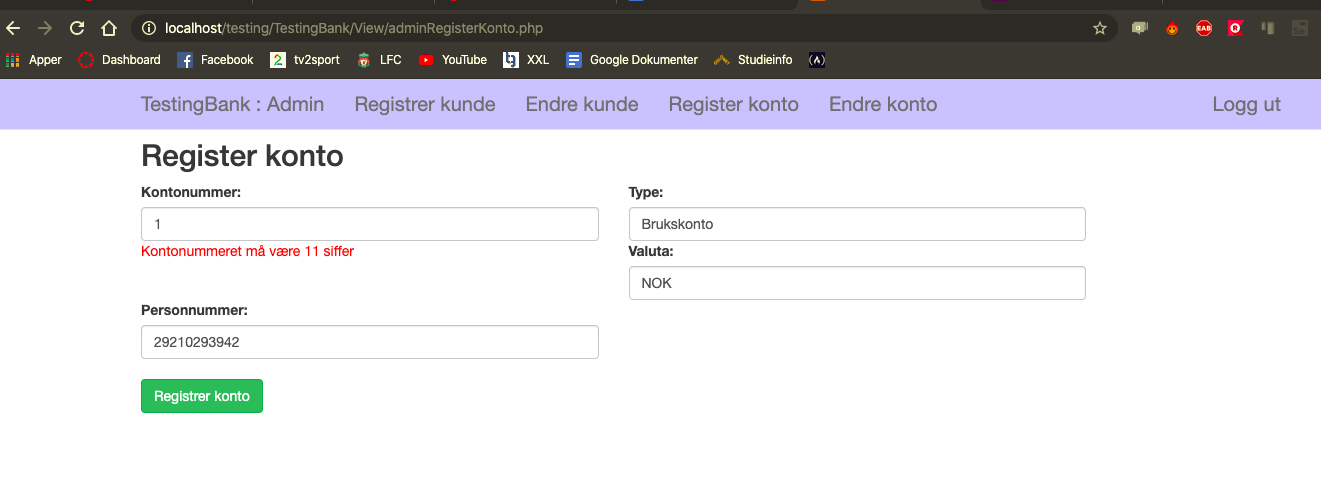 localhost/testing/TestingBank/View/adminRegisterKonto.php
EAB
Apper Dashboard Facebook 2 tv2sport LFC YouTube XXL Google Dokumenter Studieinfo
TestingBank : Admin Registrer kunde Endre kunde Register konto Endre konto Logg ut
Register konto
Kontonummer:
1
Kontonummeret må være 11 siffer
Type:
Brukskonto
Valuta:
NOK
Personnummer:
29210293942
Registrer konto